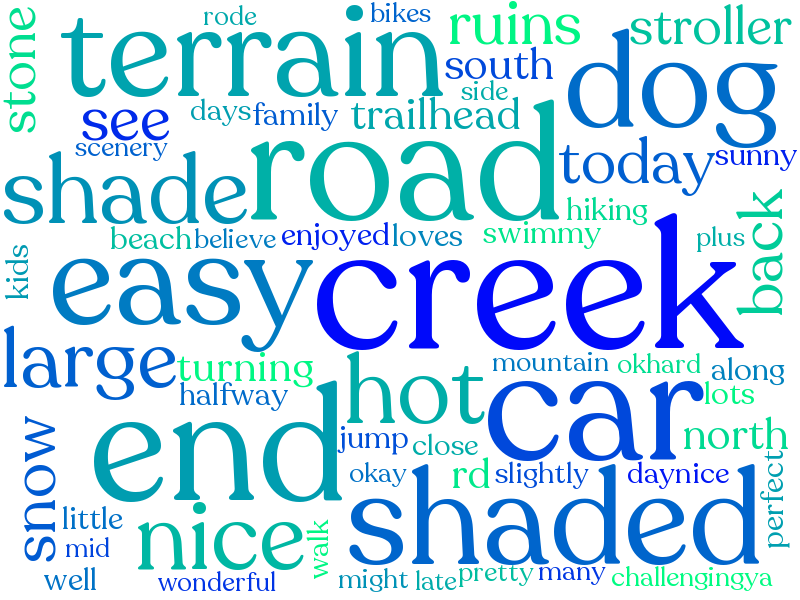 rode
bikes
terrain
ruins
stroller
stone
see
south
dog
side
days
family
trailhead
scenery
road
today
sunny
shade
hiking
back
beach
believe
enjoyed
loves
swimmy
plus
kids
easy
creek
large
turning
hot
mountain
okhard
along
halfway
car
lots
end
jump
close
north
snow
okay
rd
slightly
daynice
perfect
little
nice
shaded
walk
mid
well
wonderful
might
late
pretty
many
challengingya